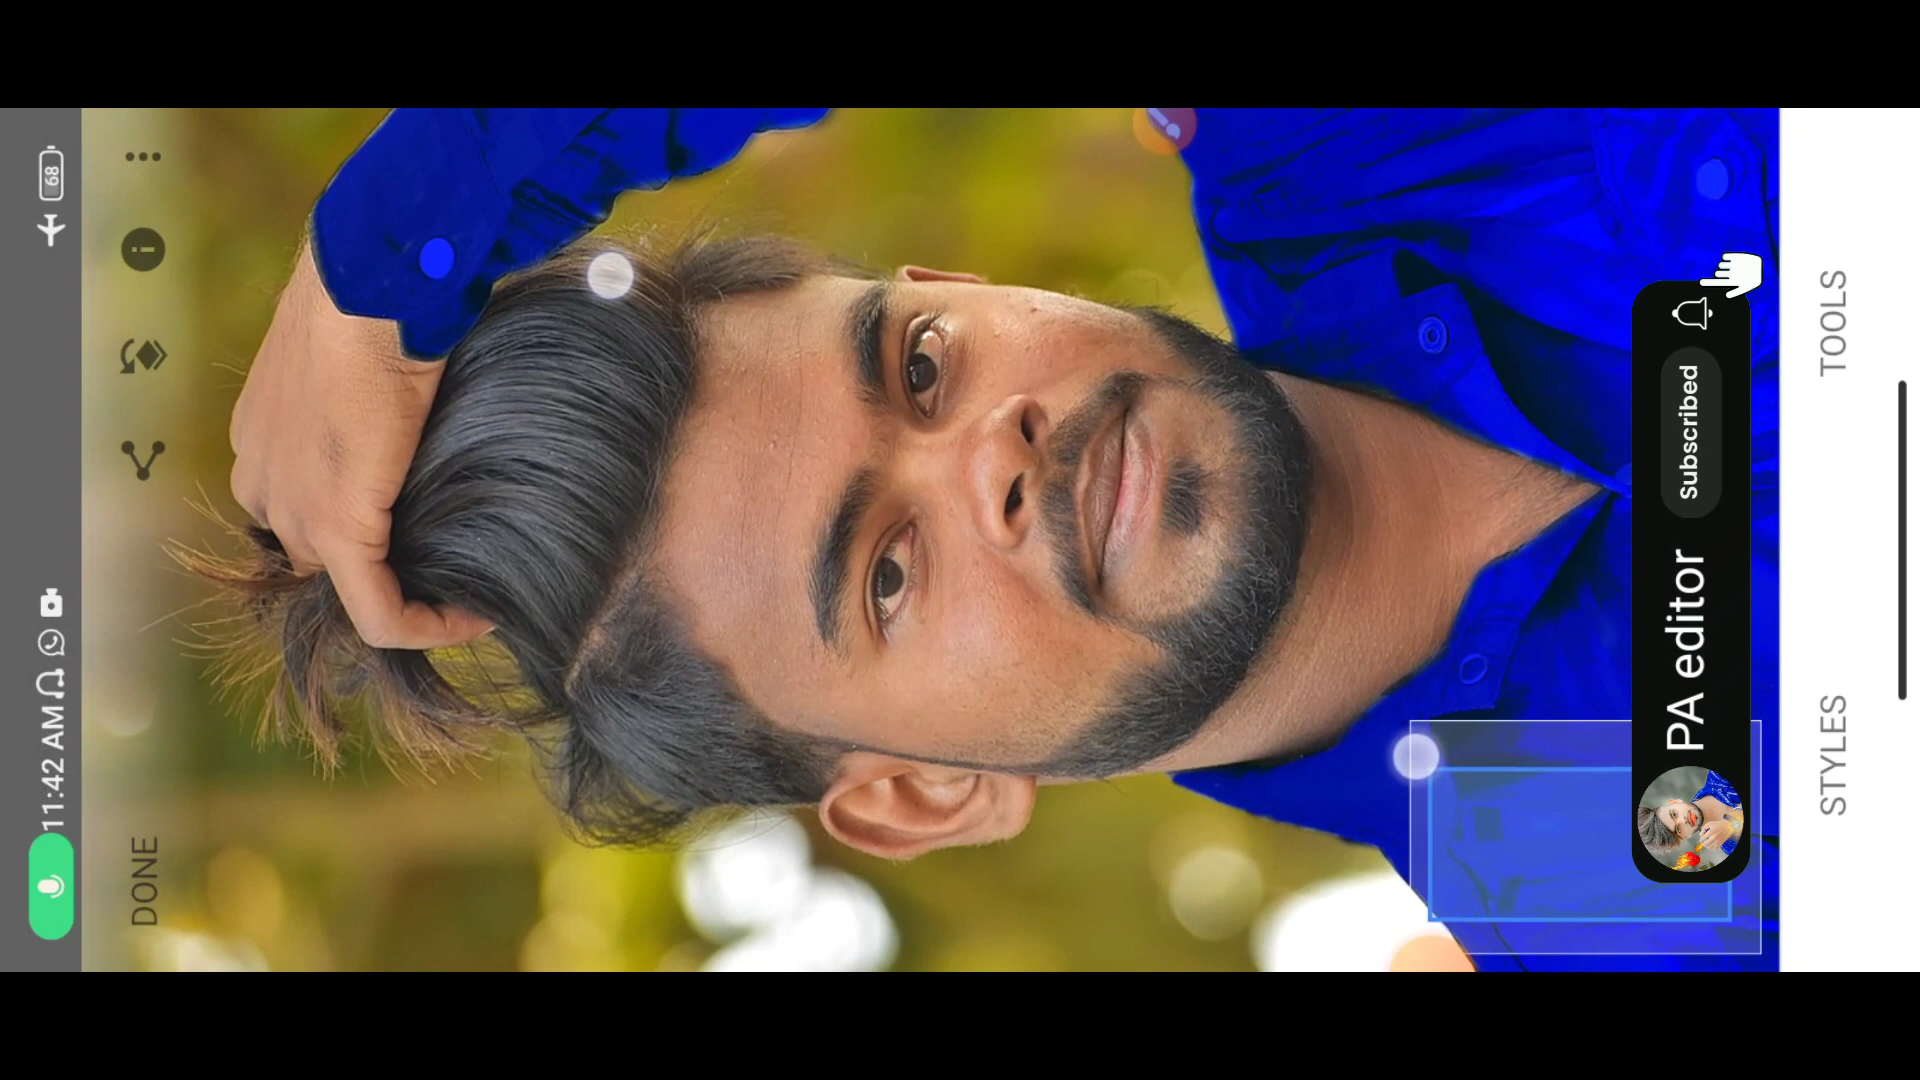 11:42 AM
68
DONE
PA editor
subscribed
STYLES
TOOLS